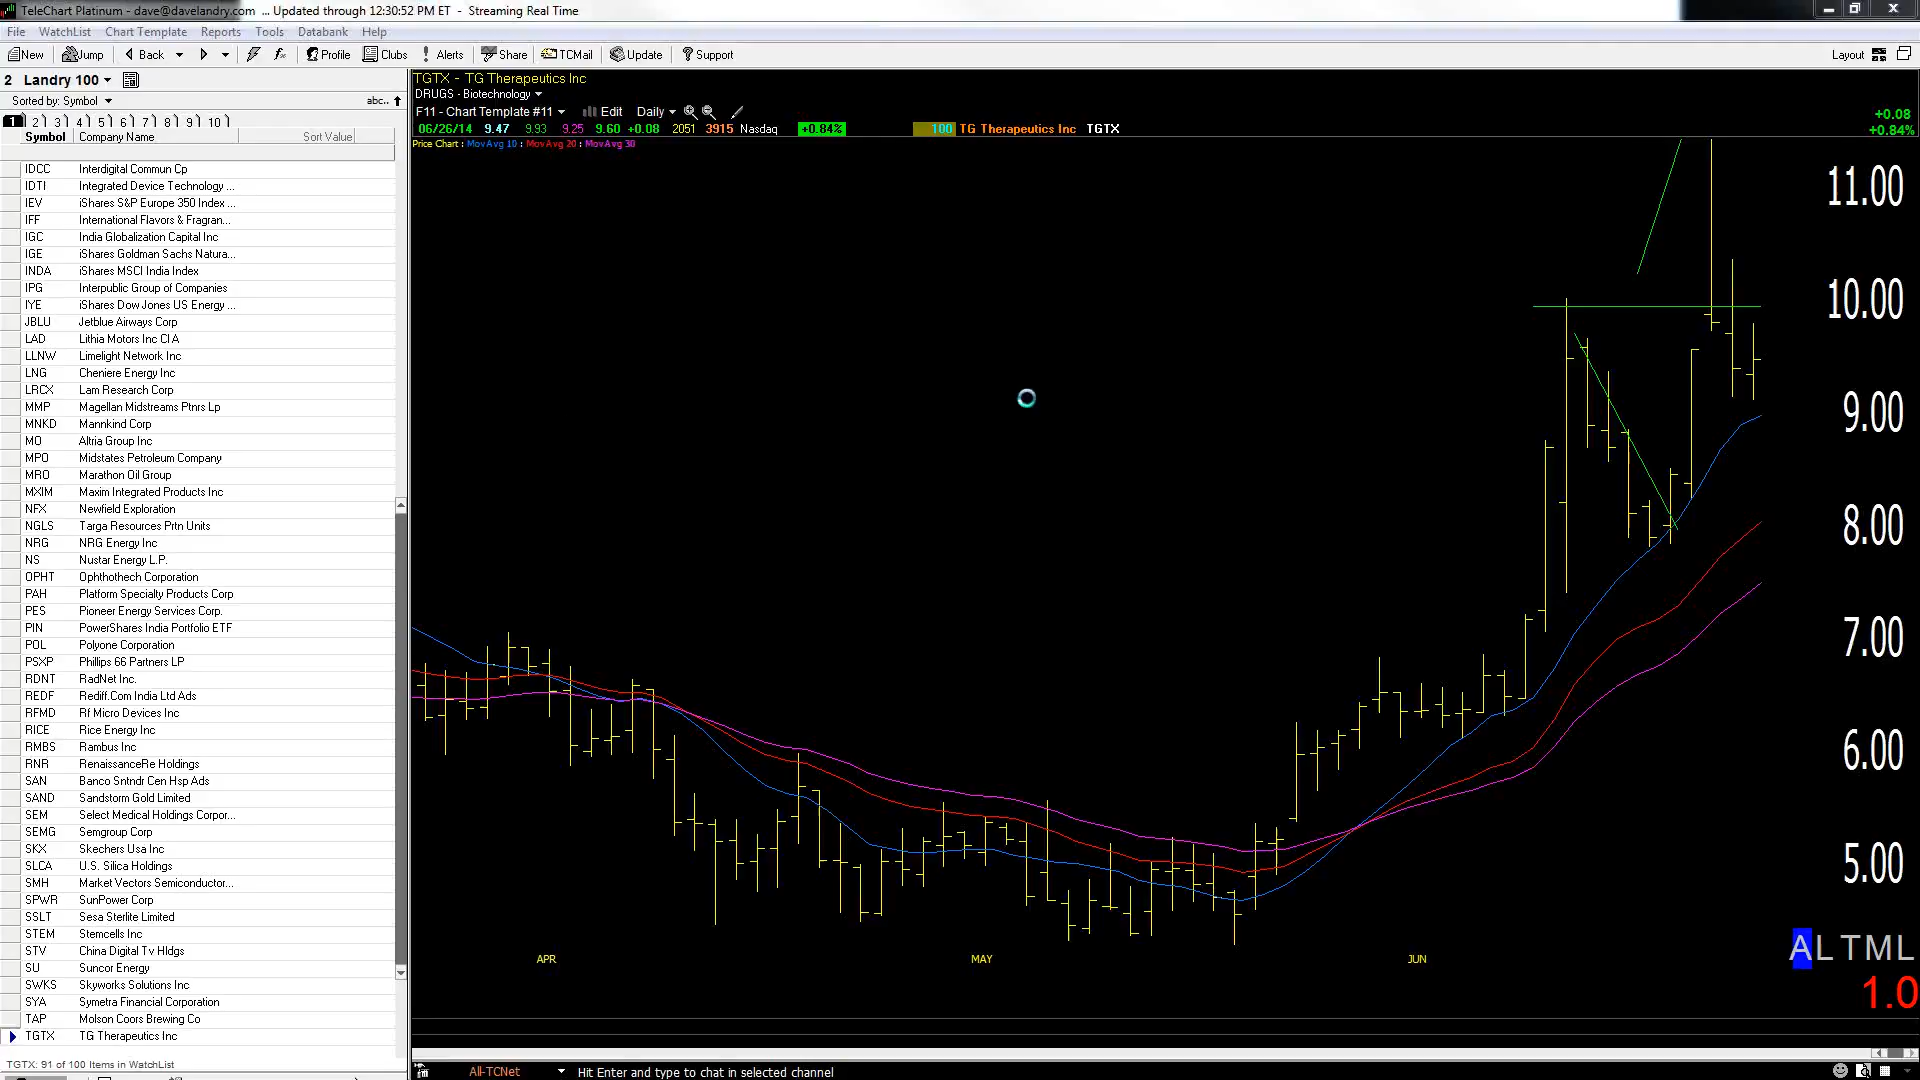 TeleChart Platinum - dave@davelandry.com ... Updated through 12:30:52 PM ET - Streaming Real Time
File WatchList Chart Template Reports Tools Databank Help
New Jump Back Profile Clubs Alerts Share TCMail Update Support Layout
2 Landry 100
Sorted by: Symbol abc..
1 2 3 4 5 6 7 8 9 10
Symbol Company Name Sort Value
IDCC Interdigital Commun Cp
IDTI Integrated Device Technology ...
IEV iShares S&P Europe 350 Index ...
IFF International Flavors & Fragran...
IGC India Globalization Capital Inc
IGE iShares Goldman Sachs Natura...
INDA iShares MSCI India Index
IPG Interpublic Group of Companies
IYE iShares Dow Jones US Energy ...
JBLU Jetblue Airways Corp
LAD Lithia Motors Inc Cl A
LLNW Limelight Network Inc
LNG Cheniere Energy Inc
LRCX Lam Research Corp
MMP Magellan Midstreams Ptnrs Lp
MNKD Mannkind Corp
MO Altria Group Inc
MPO Midstates Petroleum Company
MRO Marathon Oil Group
MXIM Maxim Integrated Products Inc
NFX Newfield Exploration
NGLS Targa Resources Prtn Units
NRG NRG Energy Inc
NS Nustar Energy L.P.
OPHT Ophthotech Corporation
PAH Platform Specialty Products Corp
PES Pioneer Energy Services Corp.
PIN PowerShares India Portfolio ETF
POL Polyone Corporation
PSXP Phillips 66 Partners LP
RDNT RadNet Inc.
REDF Rediff.Com India Ltd Ads
RFMD Rf Micro Devices Inc
RICE Rice Energy Inc
RMBS Rambus Inc
RNR RenaissanceRe Holdings
SAN Banco Sntndr Cen Hsp Ads
SAND Sandstorm Gold Limited
SEM Select Medical Holdings Corpor...
SEMG Semgroup Corp
SKX Skechers Usa Inc
SLCA U.S. Silica Holdings
SMH Market Vectors Semiconductor...
SPWR SunPower Corp
SSLT Sesa Sterlite Limited
STEM Stemcells Inc
STV China Digital Tv Hldgs
SU Suncor Energy
SWKS Skyworks Solutions Inc
SYA Symetra Financial Corporation
TAP Molson Coors Brewing Co
TGTX TG Therapeutics Inc
TGTX: 91 of 100 Items in WatchList
TGTX - TG Therapeutics Inc
DRUGS - Biotechnology
F11 - Chart Template #11 Edit Daily
+0.08
06/26/14 9.47 9.93 9.25 9.60 +0.08 2051 3915 Nasdaq +0.84% 100 TG Therapeutics Inc TGTX
+0.84%
Price Chart : MovAvg 10 : MovAvg 20 : MovAvg 30
11.00
10.00
9.00
8.00
7.00
6.00
5.00
ALTML
APR MAY JUN
1.0
All-TCNet Hit Enter and type to chat in selected channel